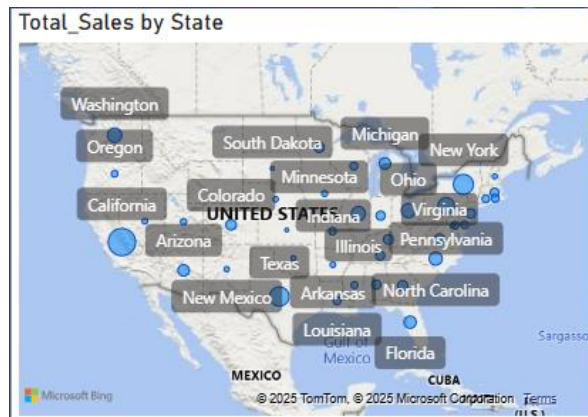 Total_Sales by State
Washington
Oregon
South Dakota
Michigan
New York
Minnesota
Ohio
California
Colorado
UNITED STATES
Indiana
Virginia
Arizona
Illinois
Pennsylvania
Texas
New Mexico
Arkansas
North Carolina
Louisiana
Gulf of
Mexico
Florida
Sargasso
MEXICO
CUBA
Microsoft Bing
© 2025 TomTom, © 2025 Microsoft Corporation Terms
(U.S.)